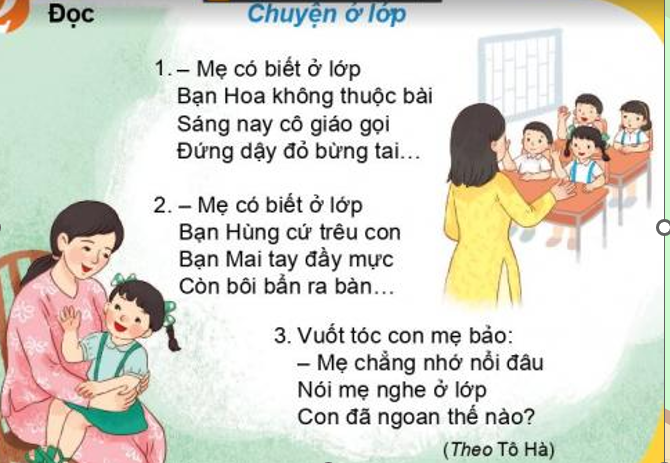 Đọc
Chuyện ở lớp
1. – Mẹ có biết ở lớp
Bạn Hoa không thuộc bài
Sáng nay cô giáo gọi
Đứng dậy đỏ bừng tai...
2. – Mẹ có biết ở lớp
Bạn Hùng cứ trêu con
Bạn Mai tay đầy mực
Còn bôi bẩn ra bàn...
3. Vuốt tóc con mẹ bảo:
– Mẹ chẳng nhớ nổi đâu
Nói mẹ nghe ở lớp
Con đã ngoan thế nào?
(Theo Tô Hà)